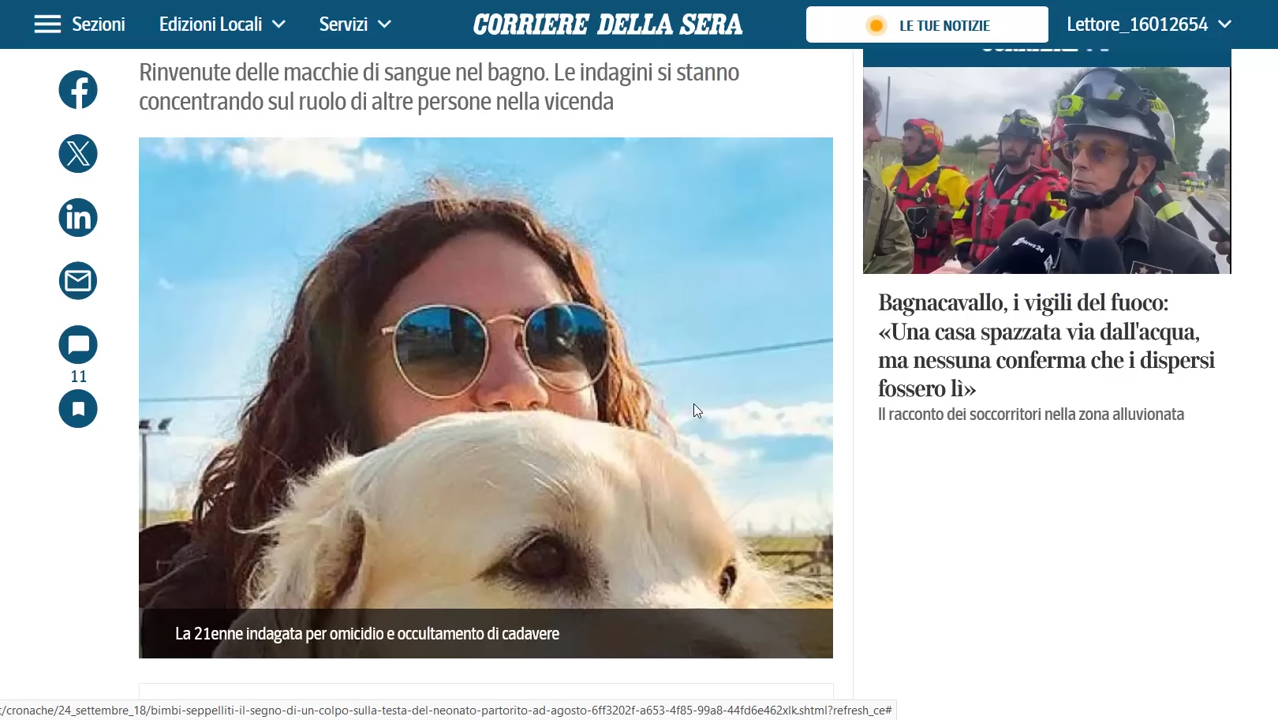 Sezioni
Edizioni Locali
Servizi
CORRIERE DELLA SERA
LE TUE NOTIZIE
Lettore_16012654
Rinvenute delle macchie di sangue nel bagno. Le indagini si stanno
concentrando sul ruolo di altre persone nella vicenda
11
La 21enne indagata per omicidio e occultamento di cadavere
Bagnacavallo, i vigili del fuoco:
«Una casa spazzata via dall'acqua,
ma nessuna conferma che i dispersi
fossero lì»
Il racconto dei soccorritori nella zona alluvionata
/cronache/24_settembre_18/bimbi-seppelliti-il-segno-di-un-colpo-sulla-testa-del-neonato-partorito-ad-agosto-6ff3202f-a653-4f85-99a8-44fd6e462xlk.shtml?refresh_ce#